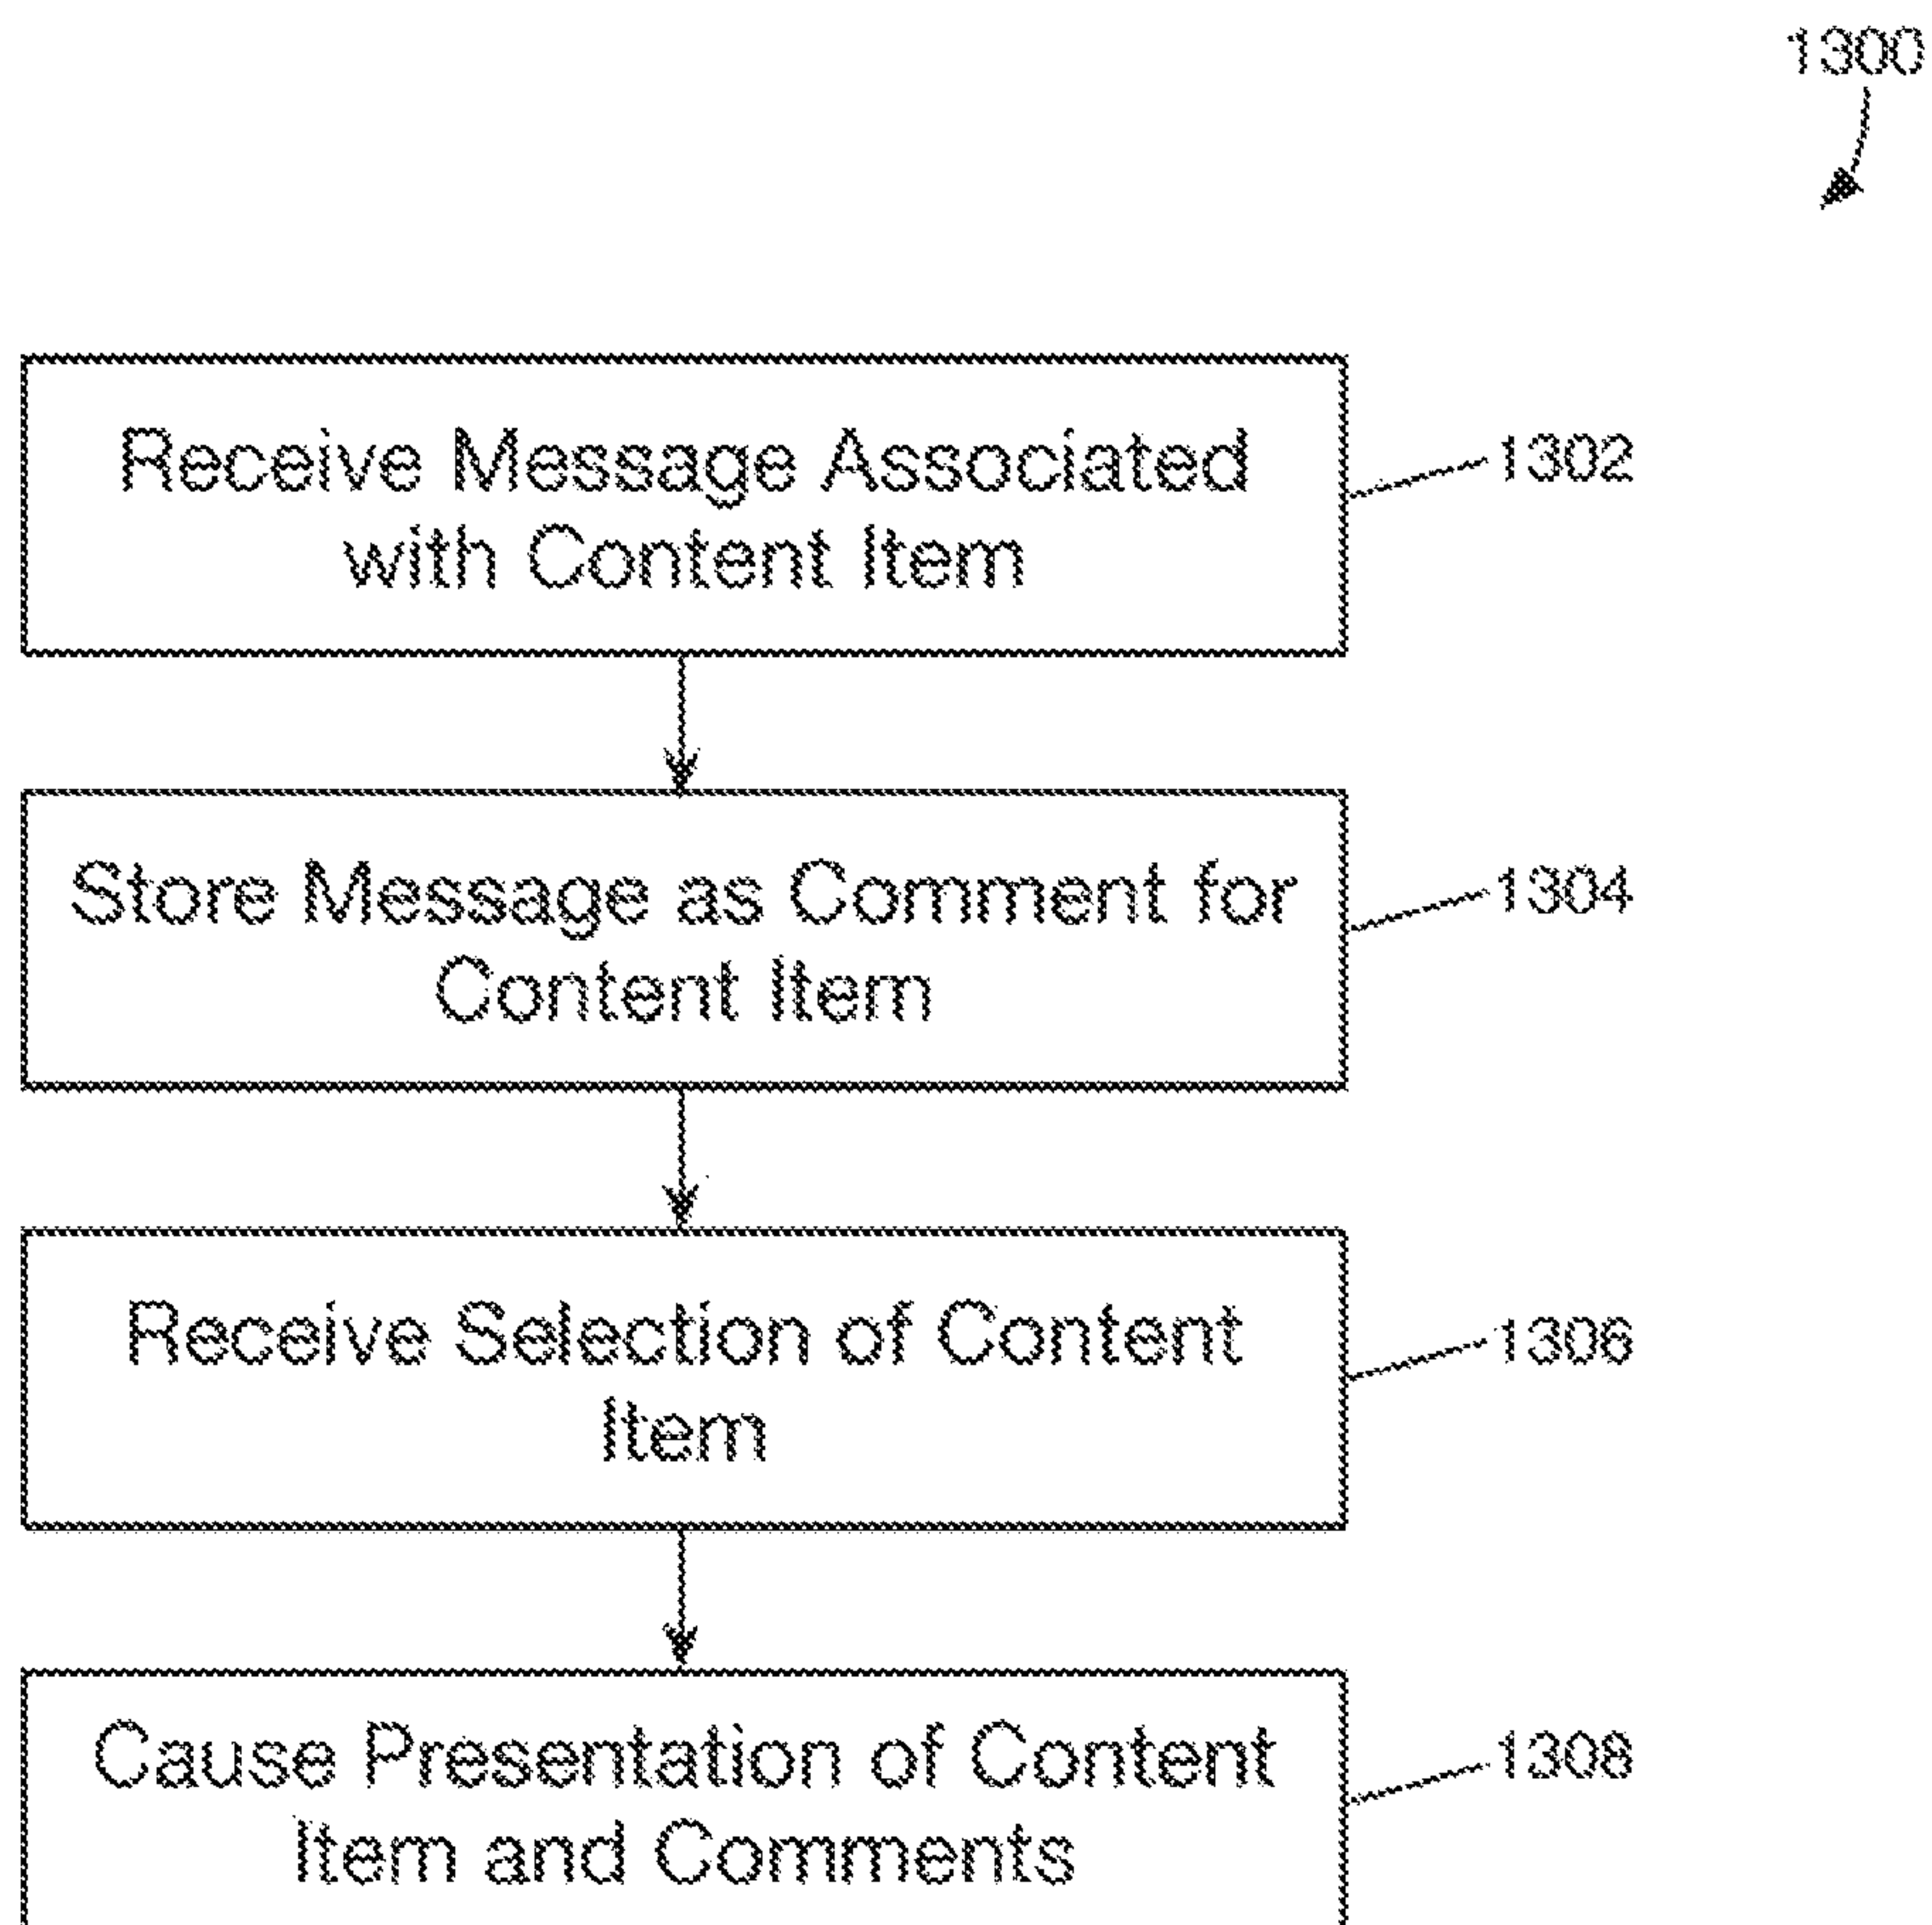 1300
Receive Message Associated
with Content Item
1302
Store Message as Comment for
Content Item
1304
Receive Selection of Content
Item
1306
Cause Presentation of Content
Item and Comments
1308